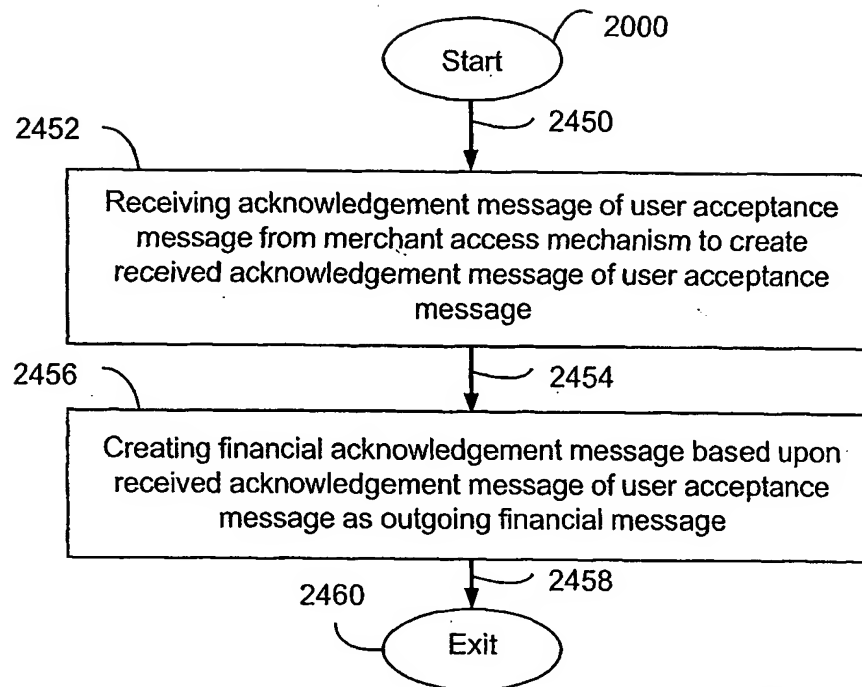 2000
Start
2450
2452
Receiving acknowledgement message of user acceptance
message from merchant access mechanism to create
received acknowledgement message of user acceptance
message
2456
2454
Creating financial acknowledgement message based upon
received acknowledgement message of user acceptance
message as outgoing financial message
2458
2460
Exit